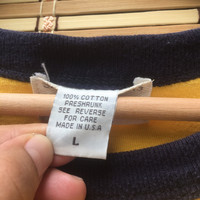 100% COTTON
PRESHRUNK
SEE REVERSE
FOR CARE
MADE IN U.S.A
L